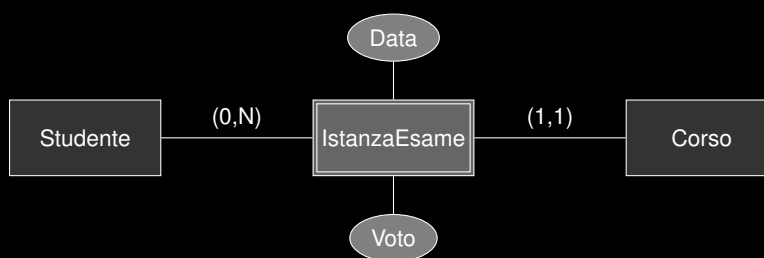 Data
Studente
(0,N)
IstanzaEsame
(1,1)
Corso
Voto